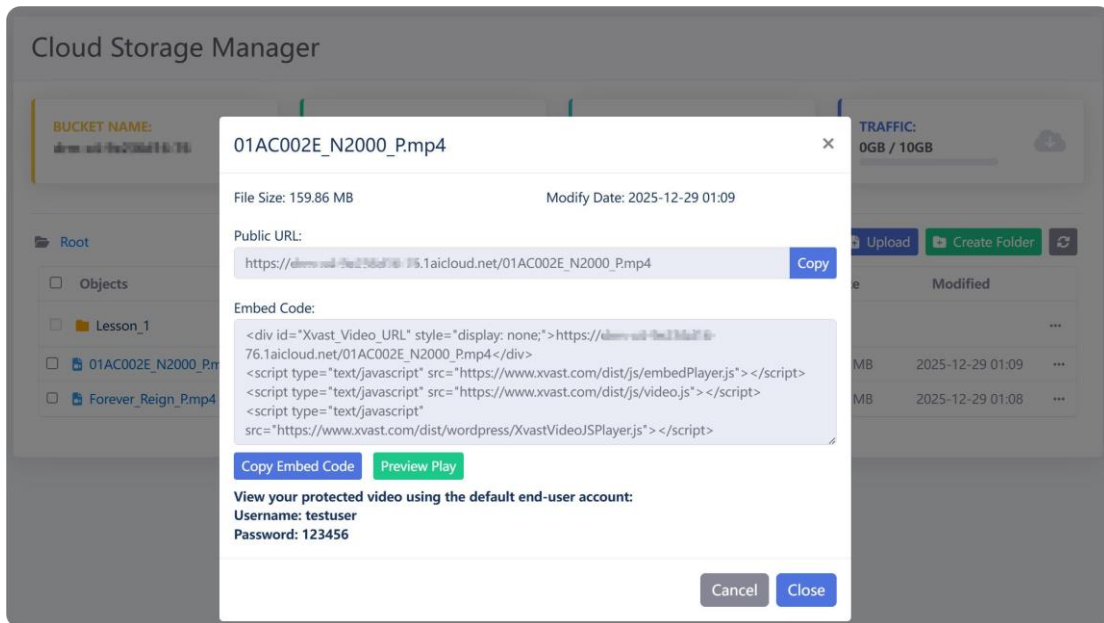 Cloud Storage Manager
BUCKET NAME:
TRAFFIC:
0GB / 10GB
01AC002E_N2000_P.mp4
×
File Size: 159.86 MB
Modify Date: 2025-12-29 01:09
Public URL:
https:// .1aicloud.net/01AC002E_N2000_P.mp4
Copy
Embed Code:
<div id="Xvast_Video_URL" style="display: none;">https://
76.1aicloud.net/01AC002E_N2000_P.mp4</div>
<script type="text/javascript" src="https://www.xvast.com/dist/js/embedPlayer.js"></script>
<script type="text/javascript" src="https://www.xvast.com/dist/js/video.js"></script>
<script type="text/javascript"
src="https://www.xvast.com/dist/wordpress/XvastVideoJSPlayer.js"></script>
Copy Embed Code
Preview Play
View your protected video using the default end-user account:
Username: testuser
Password: 123456
Cancel
Close
Root
Upload
Create Folder
Objects
Modified
Lesson_1
...
01AC002E_N2000_P.m
MB
2025-12-29 01:09
...
Forever_Reign_P.mp4
MB
2025-12-29 01:08
...